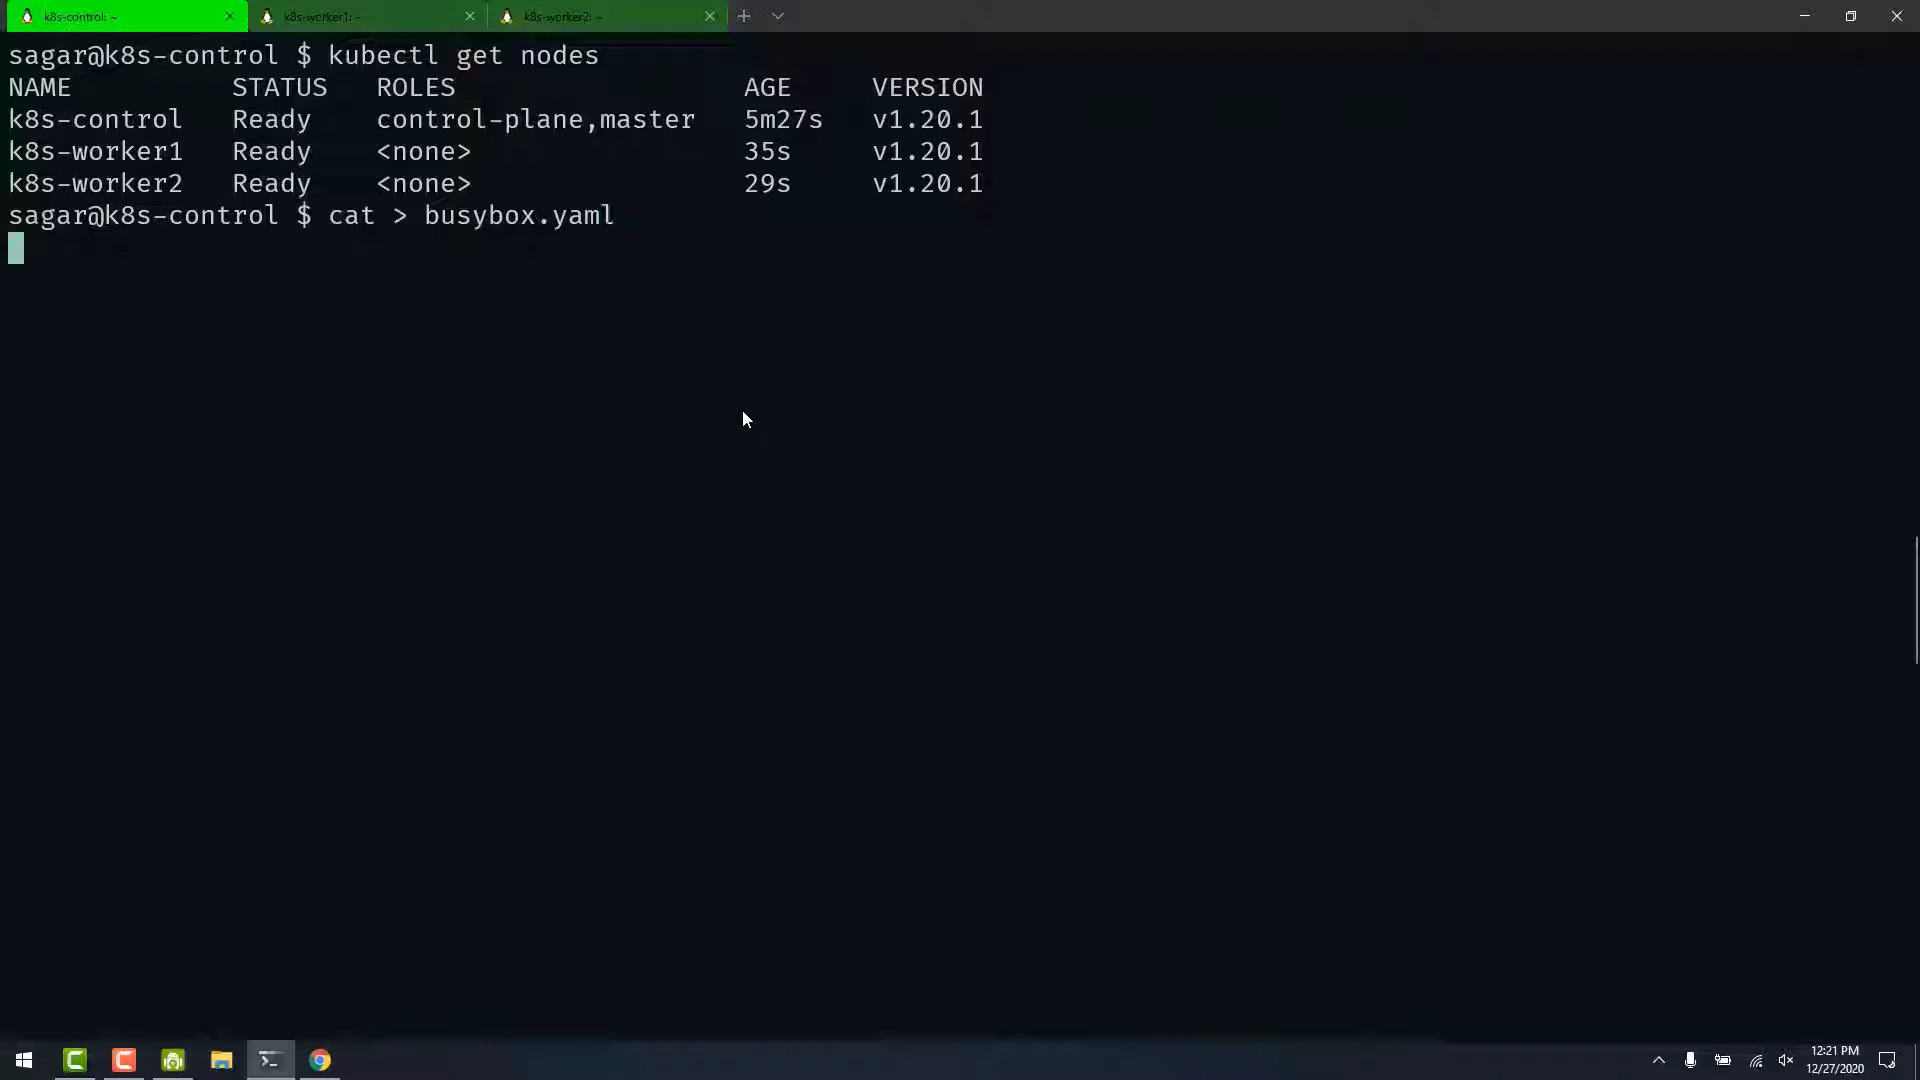 k8s-control: ~ k8s-worker1: ~ k8s-worker2: ~
sagar@k8s-control $ kubectl get nodes
NAME STATUS ROLES AGE VERSION
k8s-control Ready control-plane,master 5m27s v1.20.1
k8s-worker1 Ready <none> 35s v1.20.1
k8s-worker2 Ready <none> 29s v1.20.1
sagar@k8s-control $ cat > busybox.yaml
12:21 PM
12/27/2020